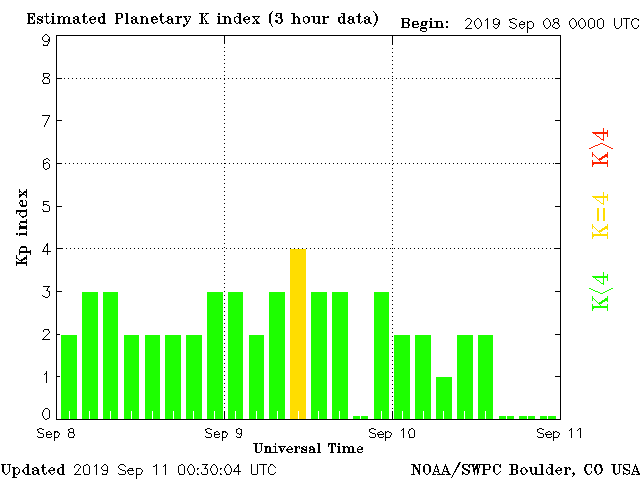 Estimated Planetary K index (3 hour data) Begin: 2019 Sep 08 0000 UTC
9
8
7
6
5
4
3
2
1
0
Kp index
K>4
K=4
K<4
Sep 8 Sep 9 Sep 10 Sep 11
Universal Time
Updated 2019 Sep 11 00:30:04 UTC NOAA/SWPC Boulder, CO USA